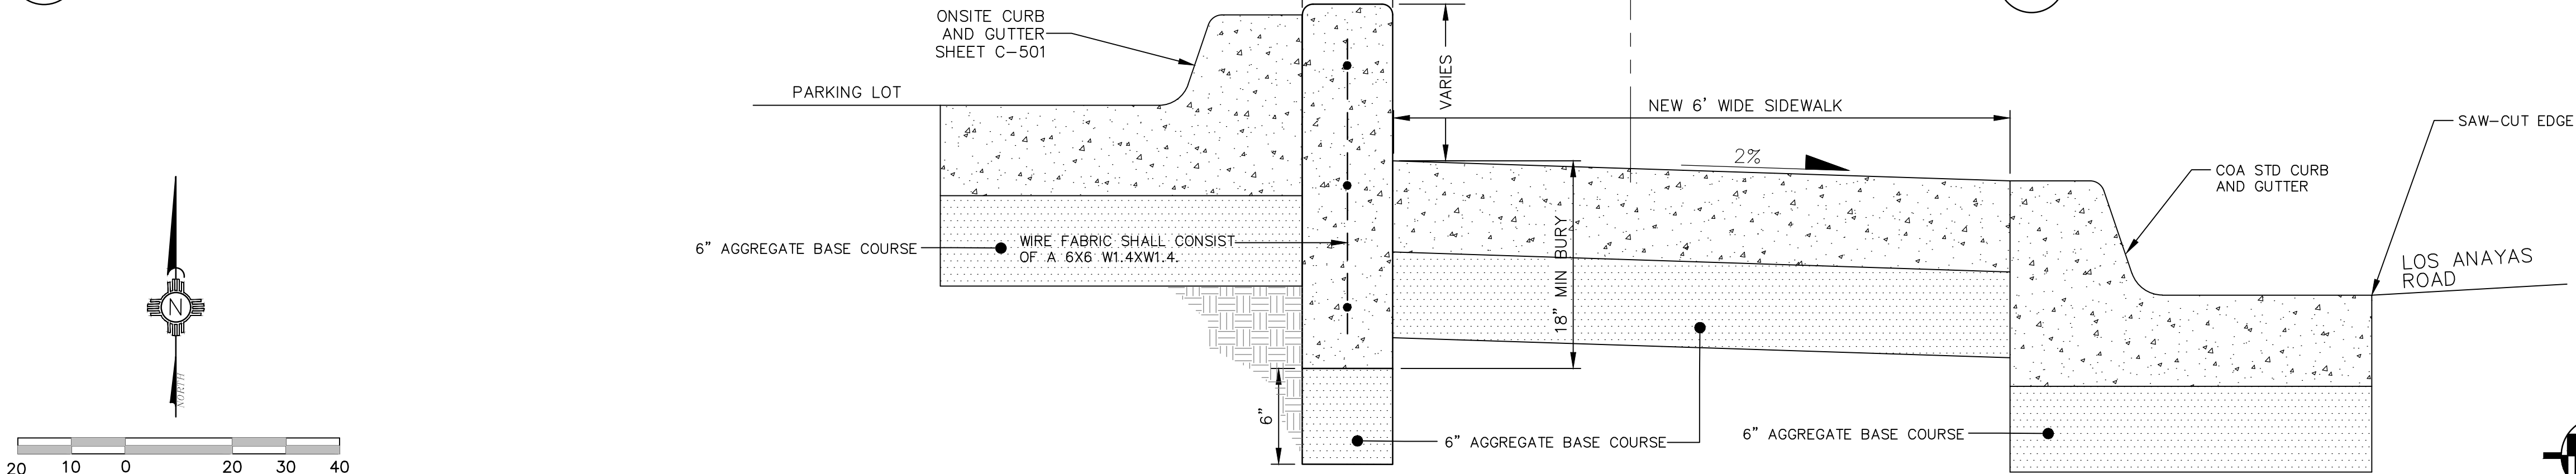 ONSITE CURB
AND GUTTER
SHEET C-501
PARKING LOT
VARIES
NEW 6' WIDE SIDEWALK
SAW-CUT EDGE
2%
COA STD CURB
AND GUTTER
6" AGGREGATE BASE COURSE
WIRE FABRIC SHALL CONSIST
OF A 6X6 W1.4XW1.4.
18" MIN BURY
LOS ANAYAS
ROAD
N
NORTH
6"
6" AGGREGATE BASE COURSE
6" AGGREGATE BASE COURSE
20 10 0 20 30 40